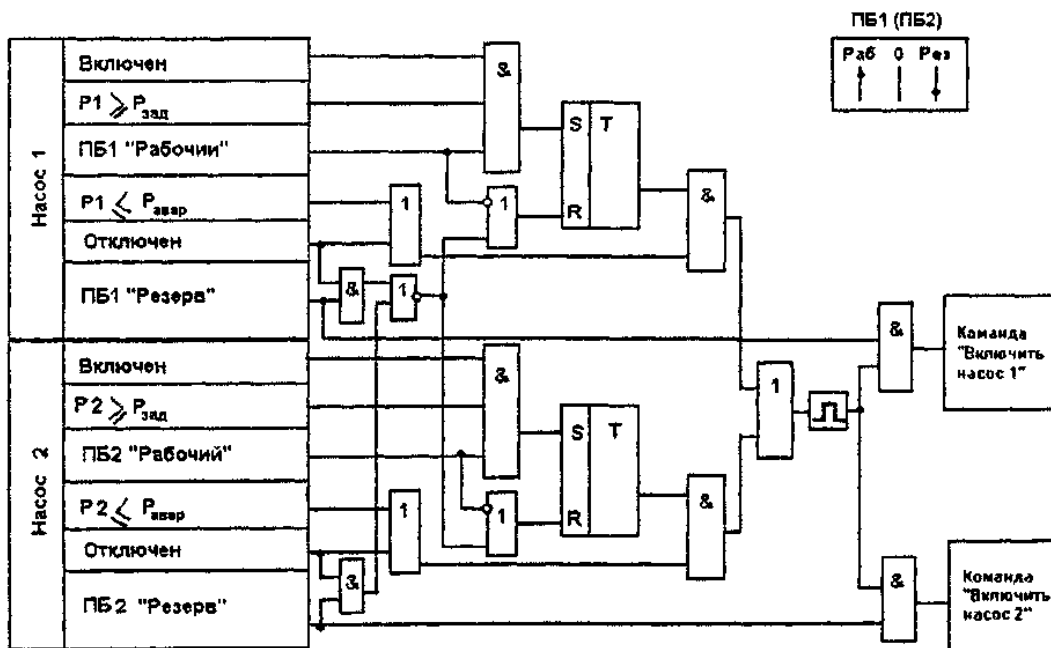 ПБ1 (ПБ2)
Раб 0 Рез
Насос 1
Включен
&
P1 ⩾ Pзад
S T
ПБ1 "Рабочии"
P1 ⩽ Pавар
1
1
R
&
Отключен
ПБ1 "Резерв"
&
1
&
Команда
"Включить
насос 1"
Насос 2
Включен
&
1
P2 ⩾ Pзад
S T
ПБ2 "Рабочий"
P2 ⩽ Pавар
1
1
R
&
Отключен
&
ПБ2 "Резерв"
&
Команда
"Включить
насос 2"